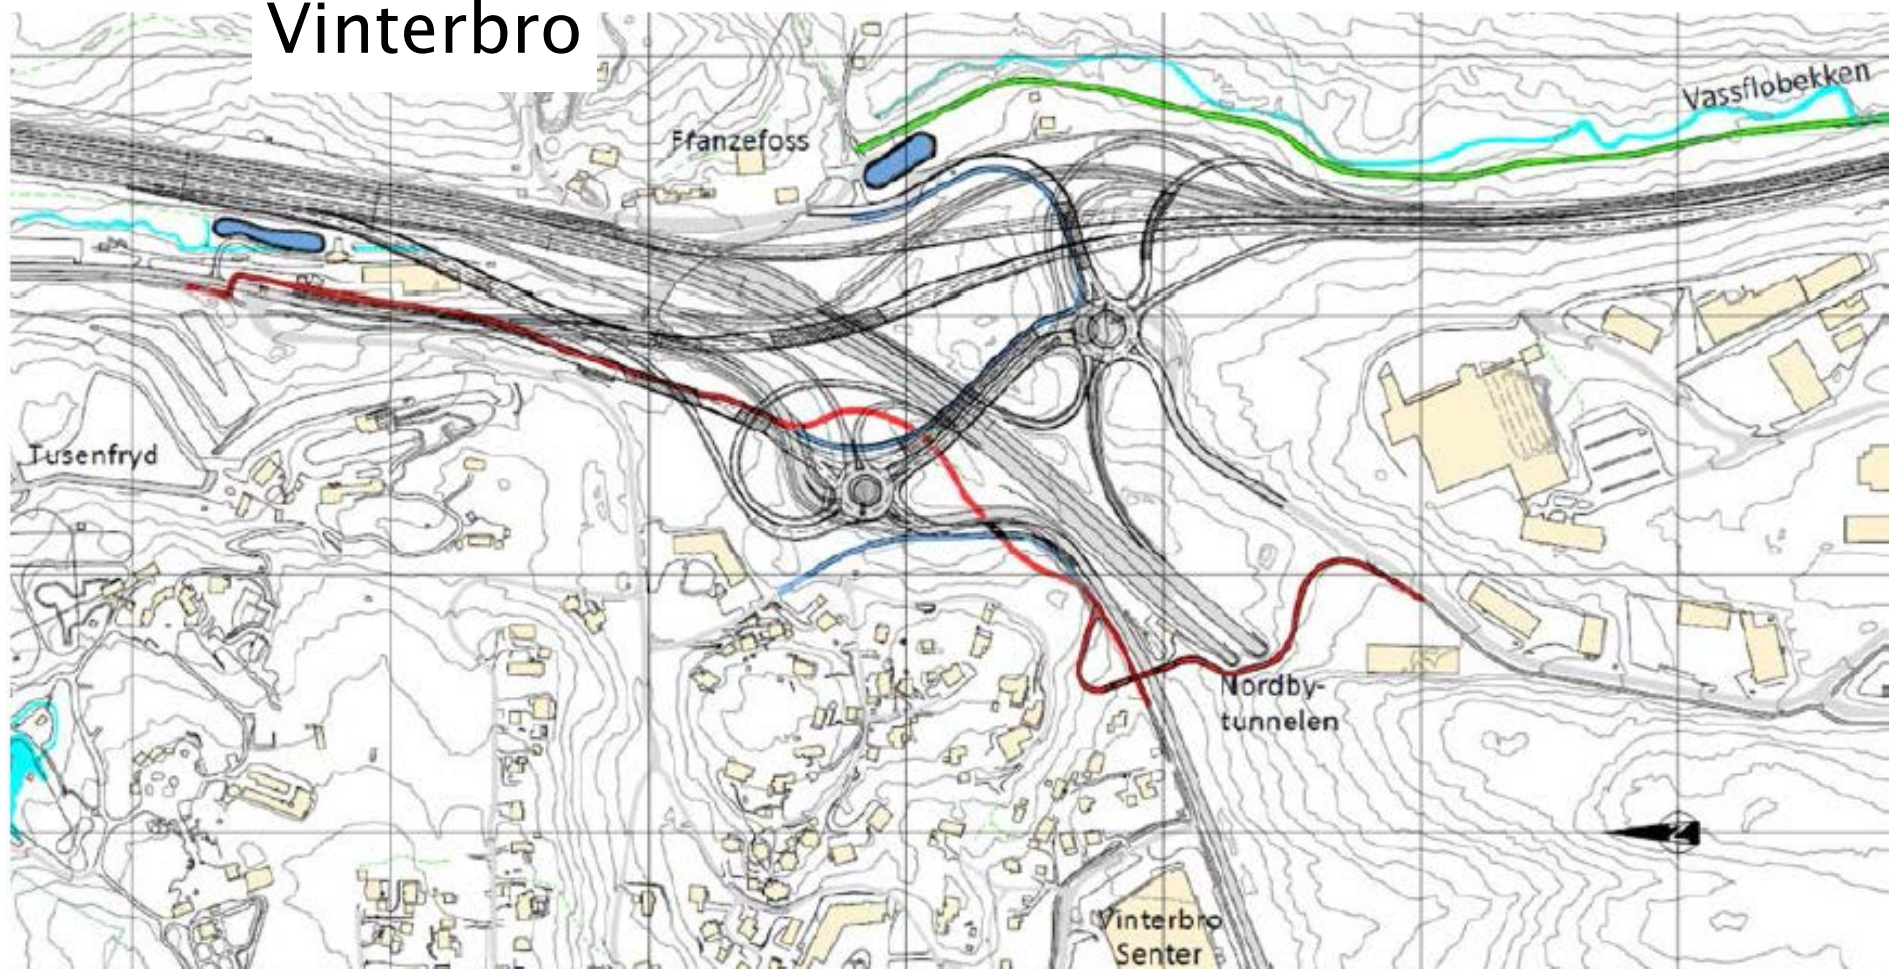 Vinterbro
Vassflobekken
Franzefoss
Tusenfryd
Nordby-
tunnelen
Vinterbro
Senter